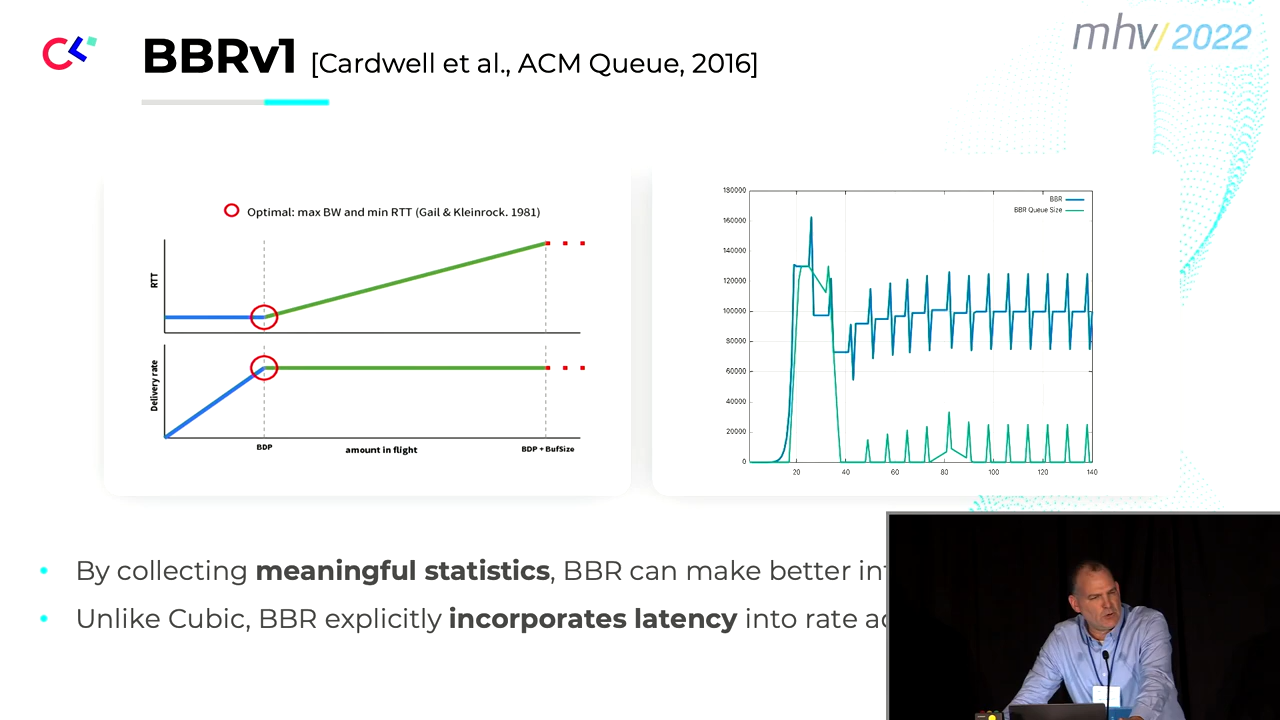 BBRv1 [Cardwell et al., ACM Queue, 2016]
mhv/2022
Optimal: max BW and min RTT (Gail & Kleinrock. 1981)
RTT
Delivery rate
BDP
amount in flight
BDP + BufSize
180000
160000
140000
120000
100000
80000
60000
40000
20000
0
20
40
60
80
100
120
140
BBR
BBR Queue Size
• By collecting meaningful statistics, BBR can make better
• Unlike Cubic, BBR explicitly incorporates latency into rate